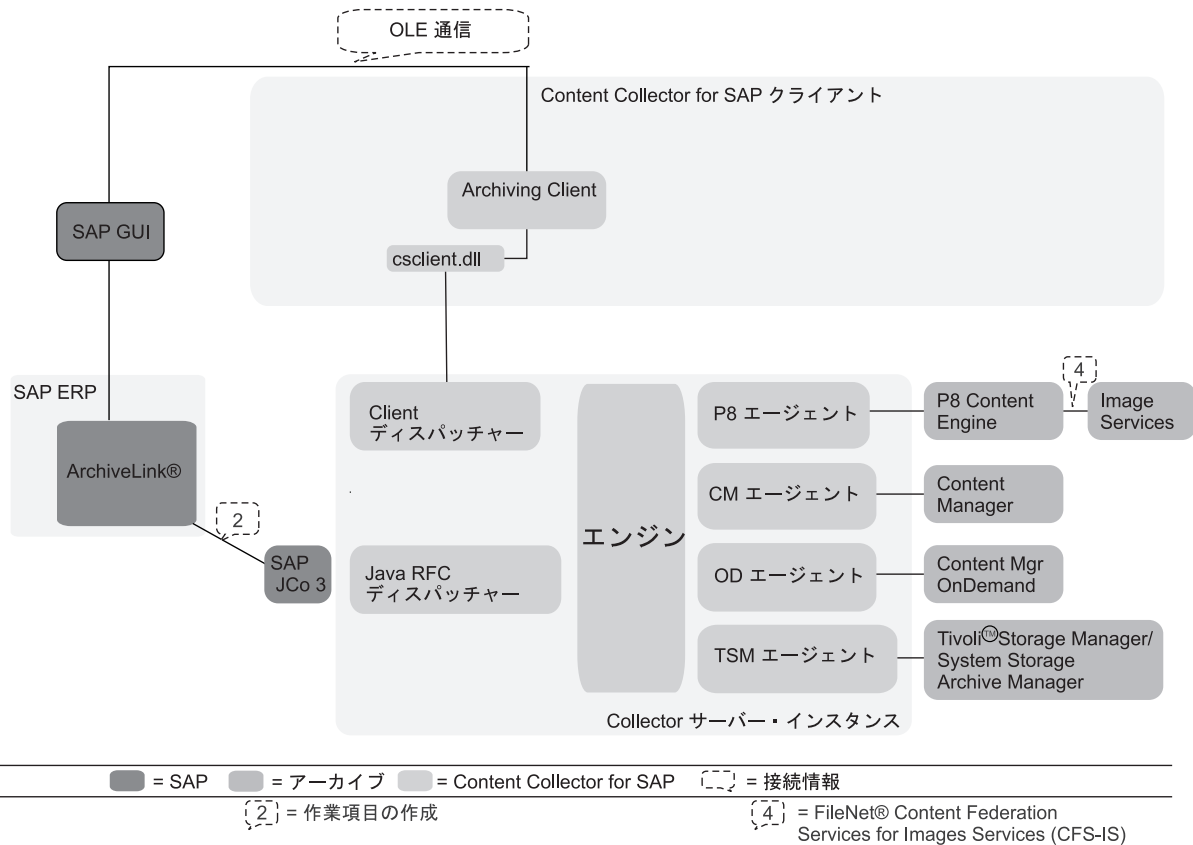 OLE 通信
Content Collector for SAP クライアント
Archiving Client
SAP GUI
csclient.dll
SAP ERP
ArchiveLink®
2
SAP
JCo 3
Client
ディスパッチャー
Java RFC
ディスパッチャー
エンジン
P8 エージェント
CM エージェント
OD エージェント
TSM エージェント
P8 Content
Engine
4
Image
Services
Content
Manager
Content Mgr
OnDemand
Tivoli™Storage Manager/
System Storage
Archive Manager
Collector サーバー・インスタンス
= SAP
= アーカイブ
= Content Collector for SAP
= 接続情報
2 = 作業項目の作成
4 = FileNet® Content Federation
Services for Images Services (CFS-IS)